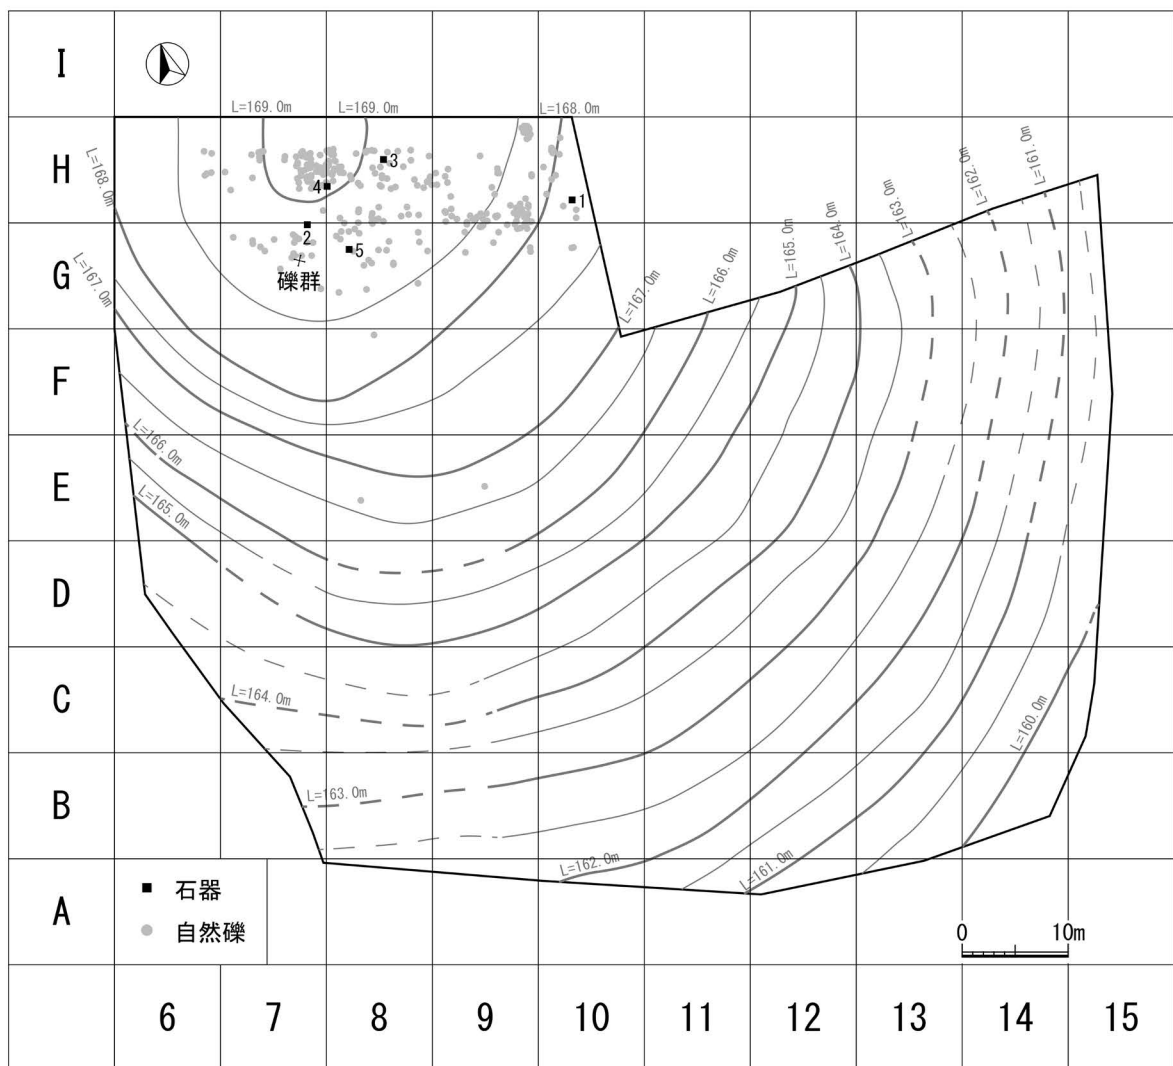 I
L=169.0m L=169.0m L=168.0m
H
L=168.0m
3
4
1
L=161.0m
L=162.0m
L=163.0m
2
5
L=164.0m
L=165.0m
L=166.0m
L=167.0m
G
礫群
L=167.0m
F
L=166.0m
E
L=165.0m
D
C
L=164.0m
L=160.0m
B
L=163.0m
L=162.0m
L=161.0m
A
石器
自然礫
0 10m
6 7 8 9 10 11 12 13 14 15